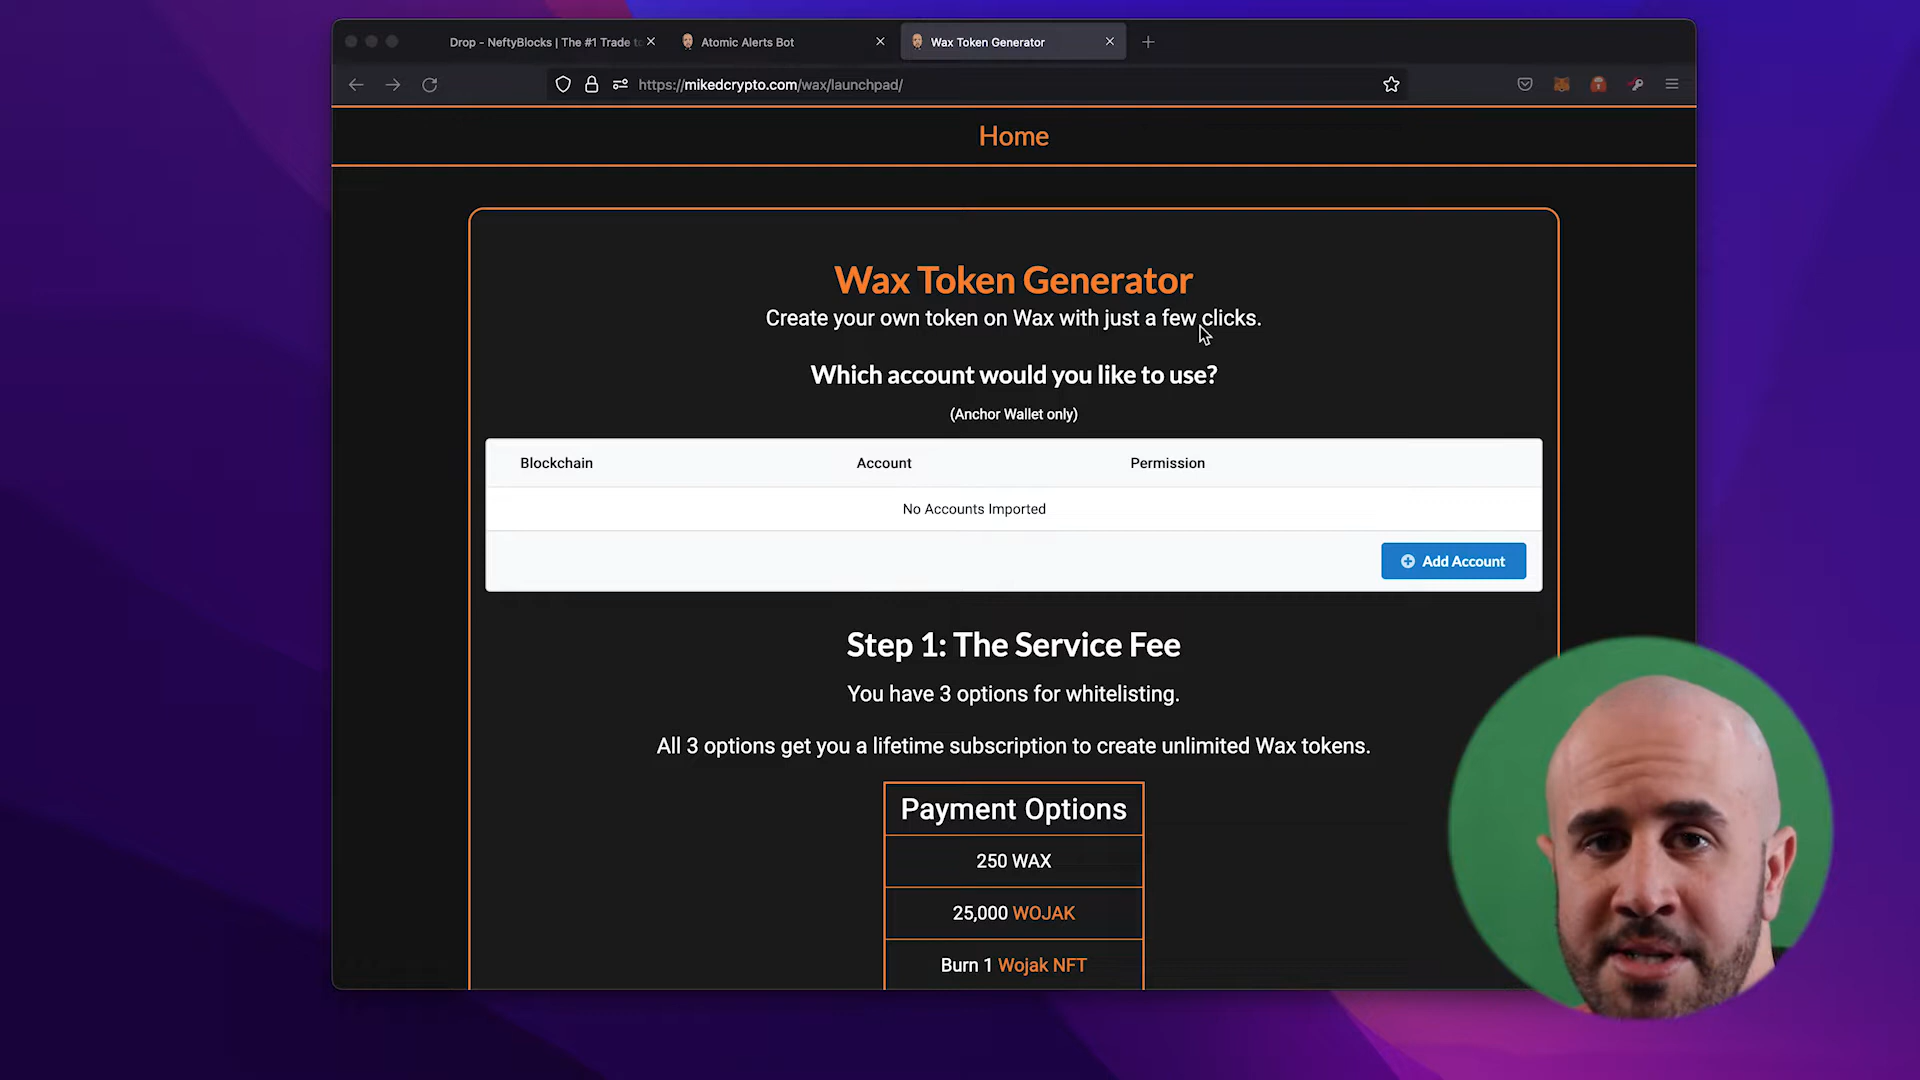 Drop - NeftyBlocks | The #1 Trade to
Atomic Alerts Bot
Wax Token Generator
https://mikedcrypto.com/wax/launchpad/
Home
Wax Token Generator
Create your own token on Wax with just a few clicks.
Which account would you like to use?
(Anchor Wallet only)
Blockchain Account Permission
No Accounts Imported
Add Account
Step 1: The Service Fee
You have 3 options for whitelisting.
All 3 options get you a lifetime subscription to create unlimited Wax tokens.
Payment Options
250 WAX
25,000 WOJAK
Burn 1 Wojak NFT